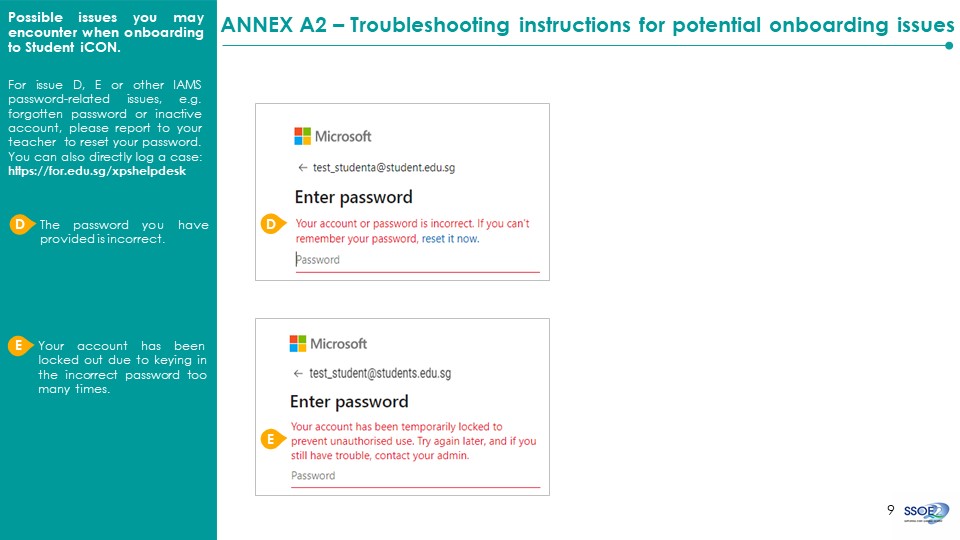 Possible issues you may
encounter when onboarding
to Student iCON.
ANNEX A2 – Troubleshooting instructions for potential onboarding issues
For issue D, E or other IAMS
password-related issues, e.g.
forgotten password or inactive
account, please report to your
teacher to reset your password.
You can also directly log a case:
https://for.edu.sg/xpshelpdesk
D The password you have
provided is incorrect.
E Your account has been
locked out due to keying in
the incorrect password too
many times.
Microsoft
← test_studenta@student.edu.sg
Enter password
D Your account or password is incorrect. If you can't
remember your password, reset it now.
Password
Microsoft
← test_student@students.edu.sg
Enter password
Your account has been temporarily locked to
E prevent unauthorised use. Try again later, and if you
still have trouble, contact your admin.
Password
9
SSOE2